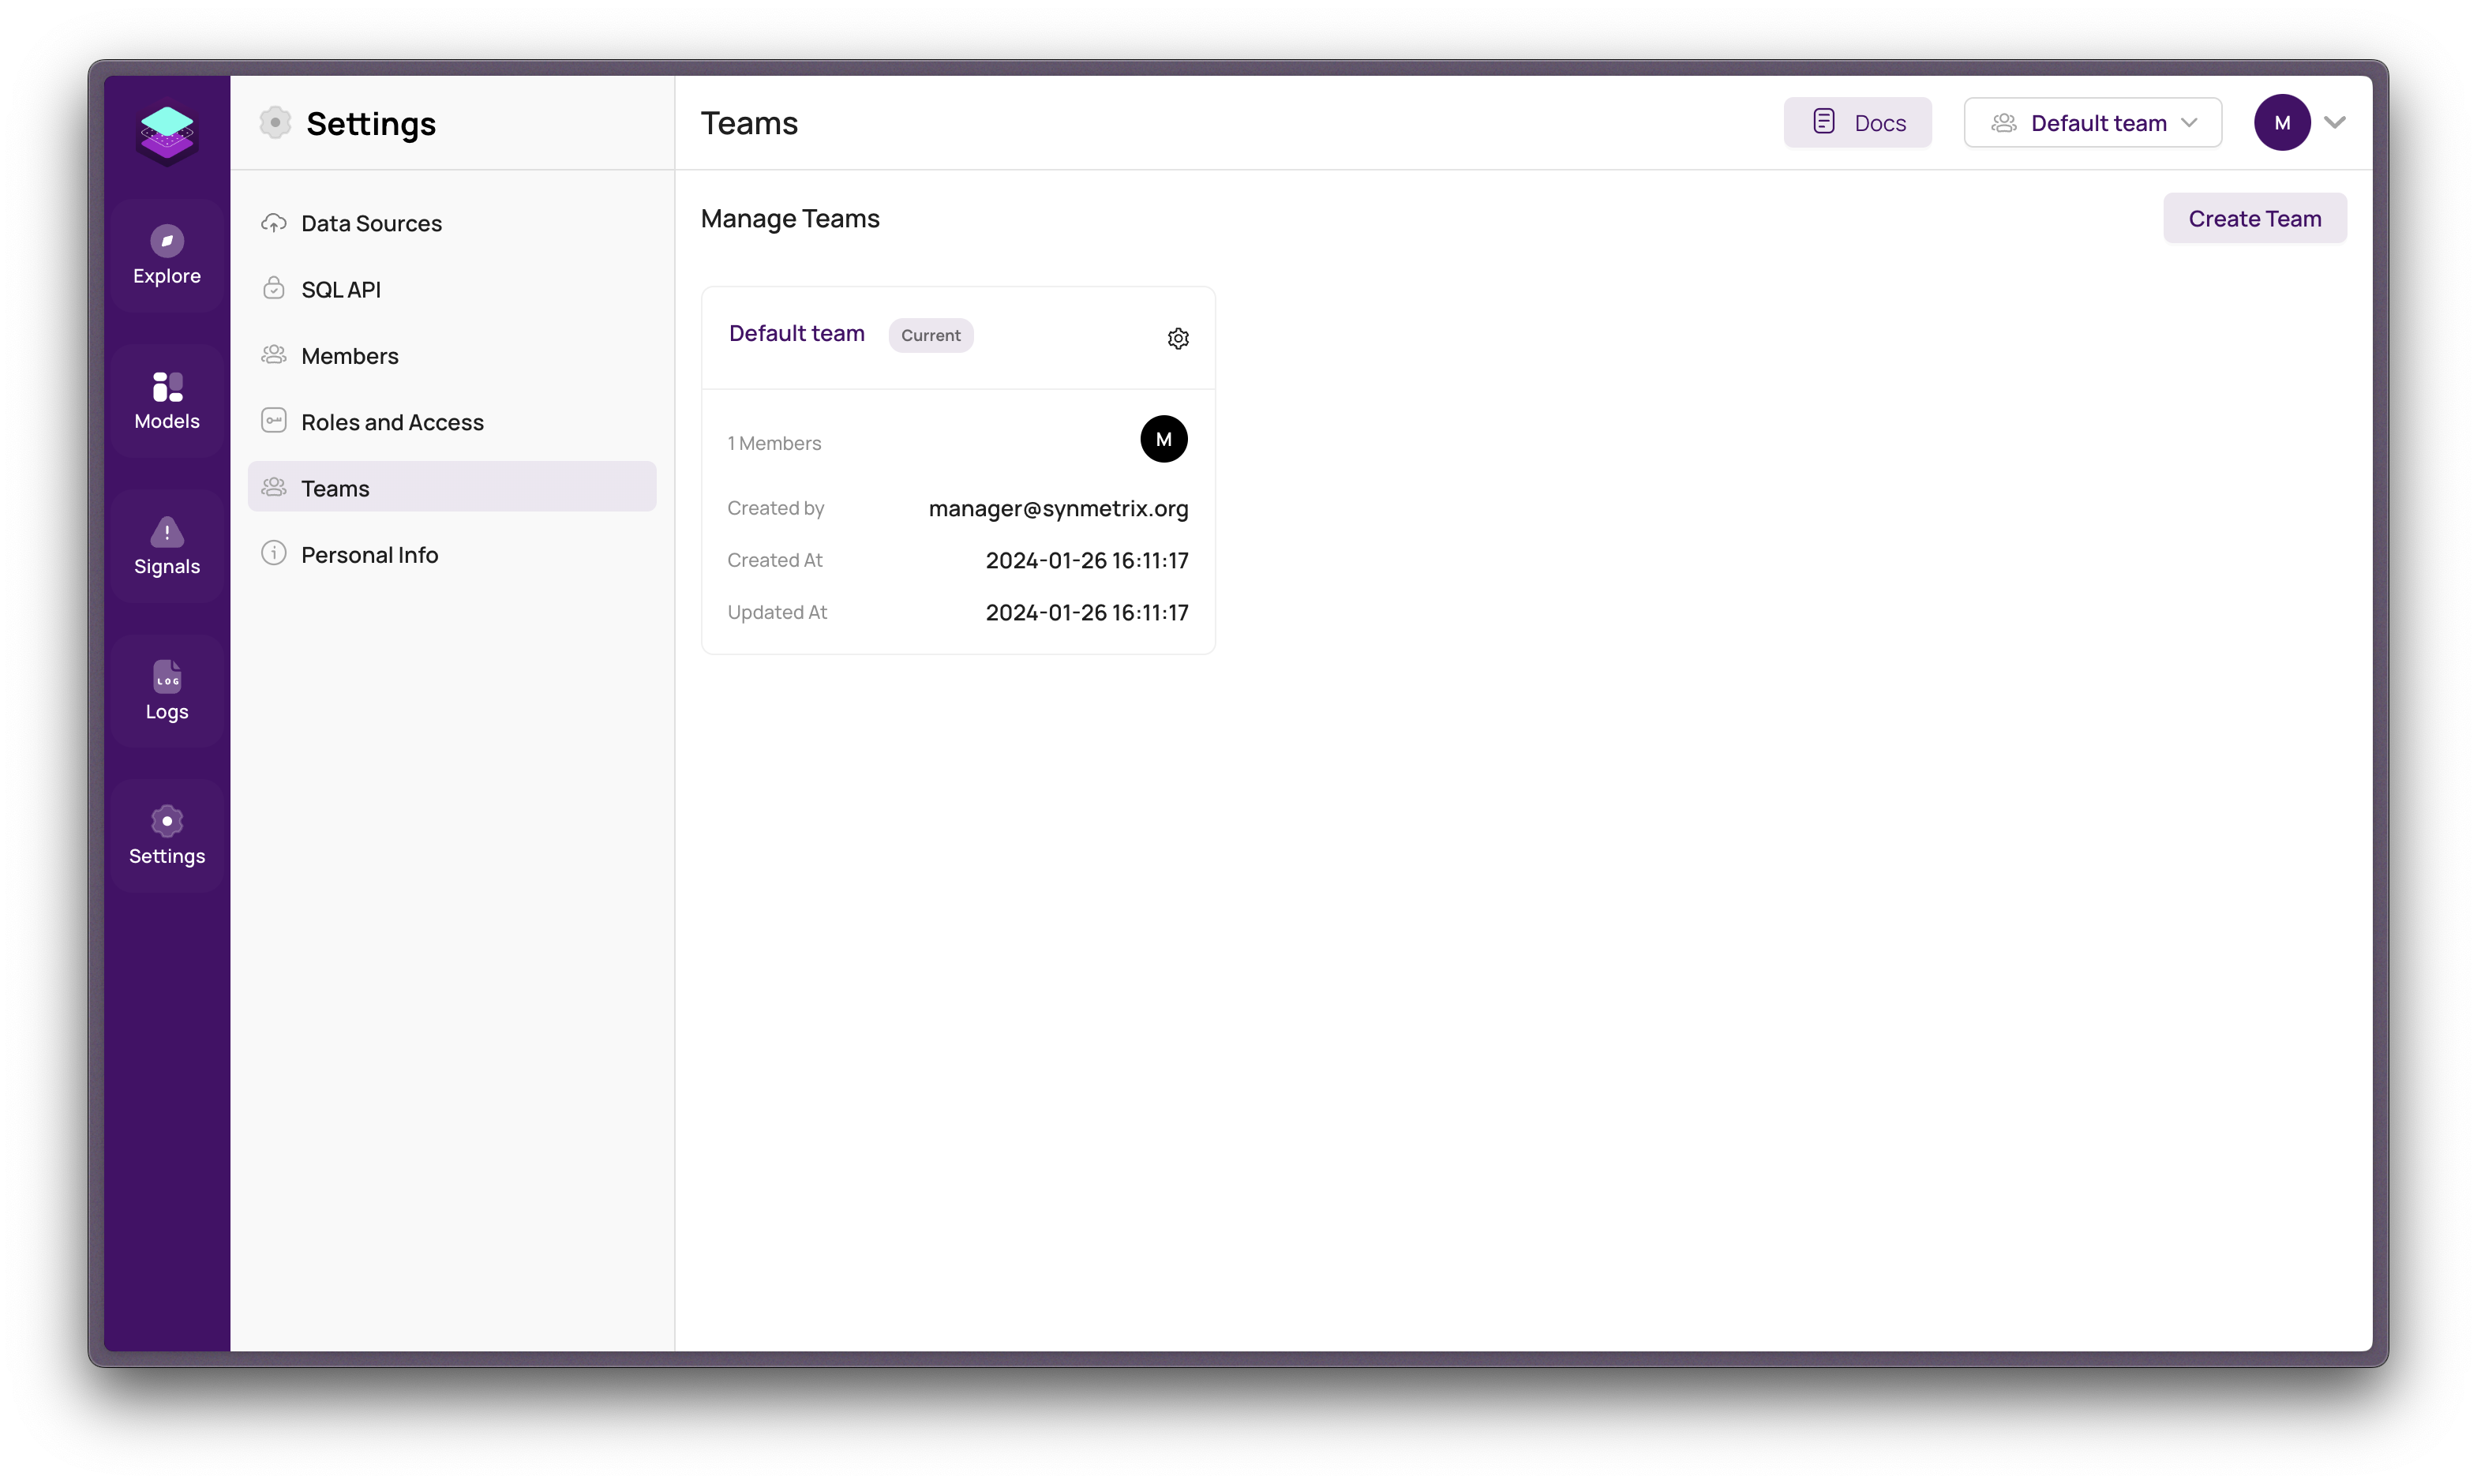 Settings
Teams
Docs
Default team
M
Explore
Models
Signals
LOG
Logs
Settings
Data Sources
SQL API
Members
Roles and Access
Teams
Personal Info
Manage Teams
Create Team
Default team
Current
1 Members
M
Created by
manager@synmetrix.org
Created At
2024-01-26 16:11:17
Updated At
2024-01-26 16:11:17